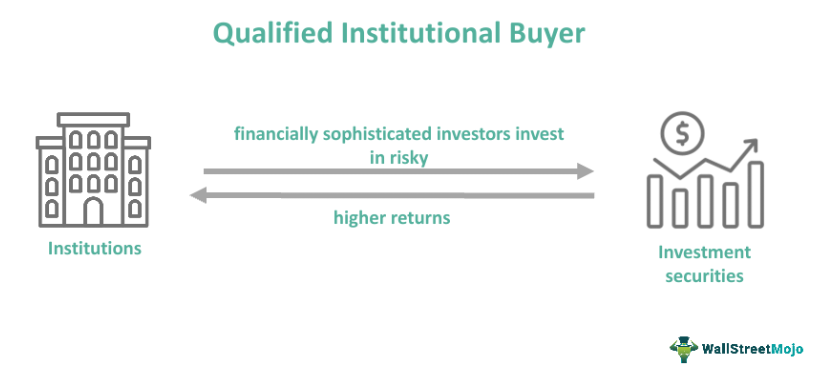 Qualified Institutional Buyer
financially sophisticated investors invest
in risky
higher returns
Institutions
$
Investment
securities
WallStreetMojo